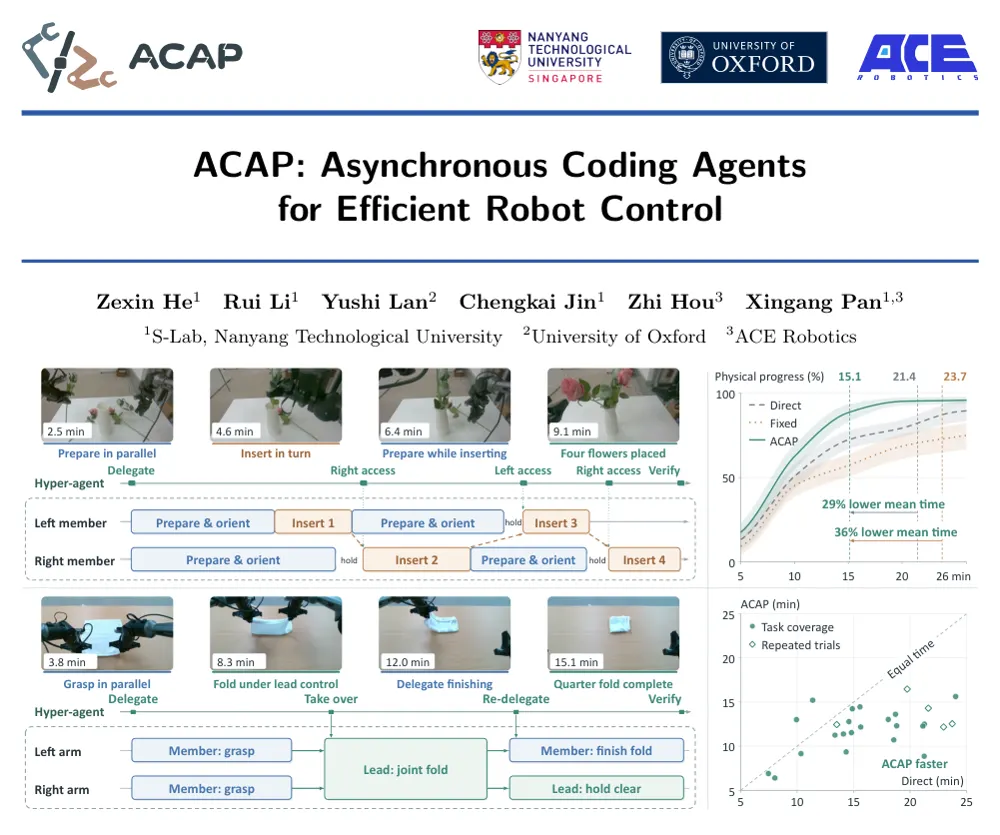 ACAP
NANYANG
TECHNOLOGICAL
UNIVERSITY
SINGAPORE
UNIVERSITY OF
OXFORD
ACE
ROBOTICS
ACAP: Asynchronous Coding Agents
for Efficient Robot Control
Zexin He1 Rui Li1 Yushi Lan2 Chengkai Jin1 Zhi Hou3 Xingang Pan1,3
1S-Lab, Nanyang Technological University 2University of Oxford 3ACE Robotics
2.5 min
4.6 min
6.4 min
9.1 min
Prepare in parallel
Insert in turn
Prepare while inserting
Four flowers placed
Delegate
Right access
Left access
Right access
Verify
Hyper-agent
Left member
Prepare & orient
Insert 1
Prepare & orient
hold
Insert 3
Right member
Prepare & orient
hold
Insert 2
Prepare & orient
hold
Insert 4
Physical progress (%)
15.1
21.4
23.7
100
Direct
Fixed
ACAP
50
29% lower mean time
36% lower mean time
0
5 10 15 20 26 min
3.8 min
8.3 min
12.0 min
15.1 min
Grasp in parallel
Fold under lead control
Delegate finishing
Quarter fold complete
Delegate
Take over
Re-delegate
Verify
Hyper-agent
Left arm
Member: grasp
Lead: joint fold
Member: finish fold
Right arm
Member: grasp
Lead: hold clear
ACAP (min)
25
Task coverage
Repeated trials
Equal time
20
15
10
ACAP faster
Direct (min)
5
5 10 15 20 25